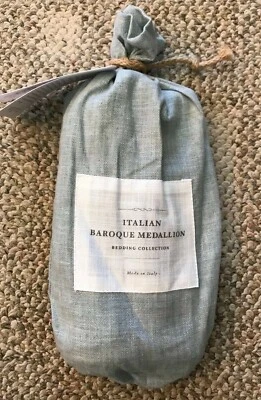 ITALIAN
BAROQUE MEDALLION
BEDDING COLLECTION
Made in Italy